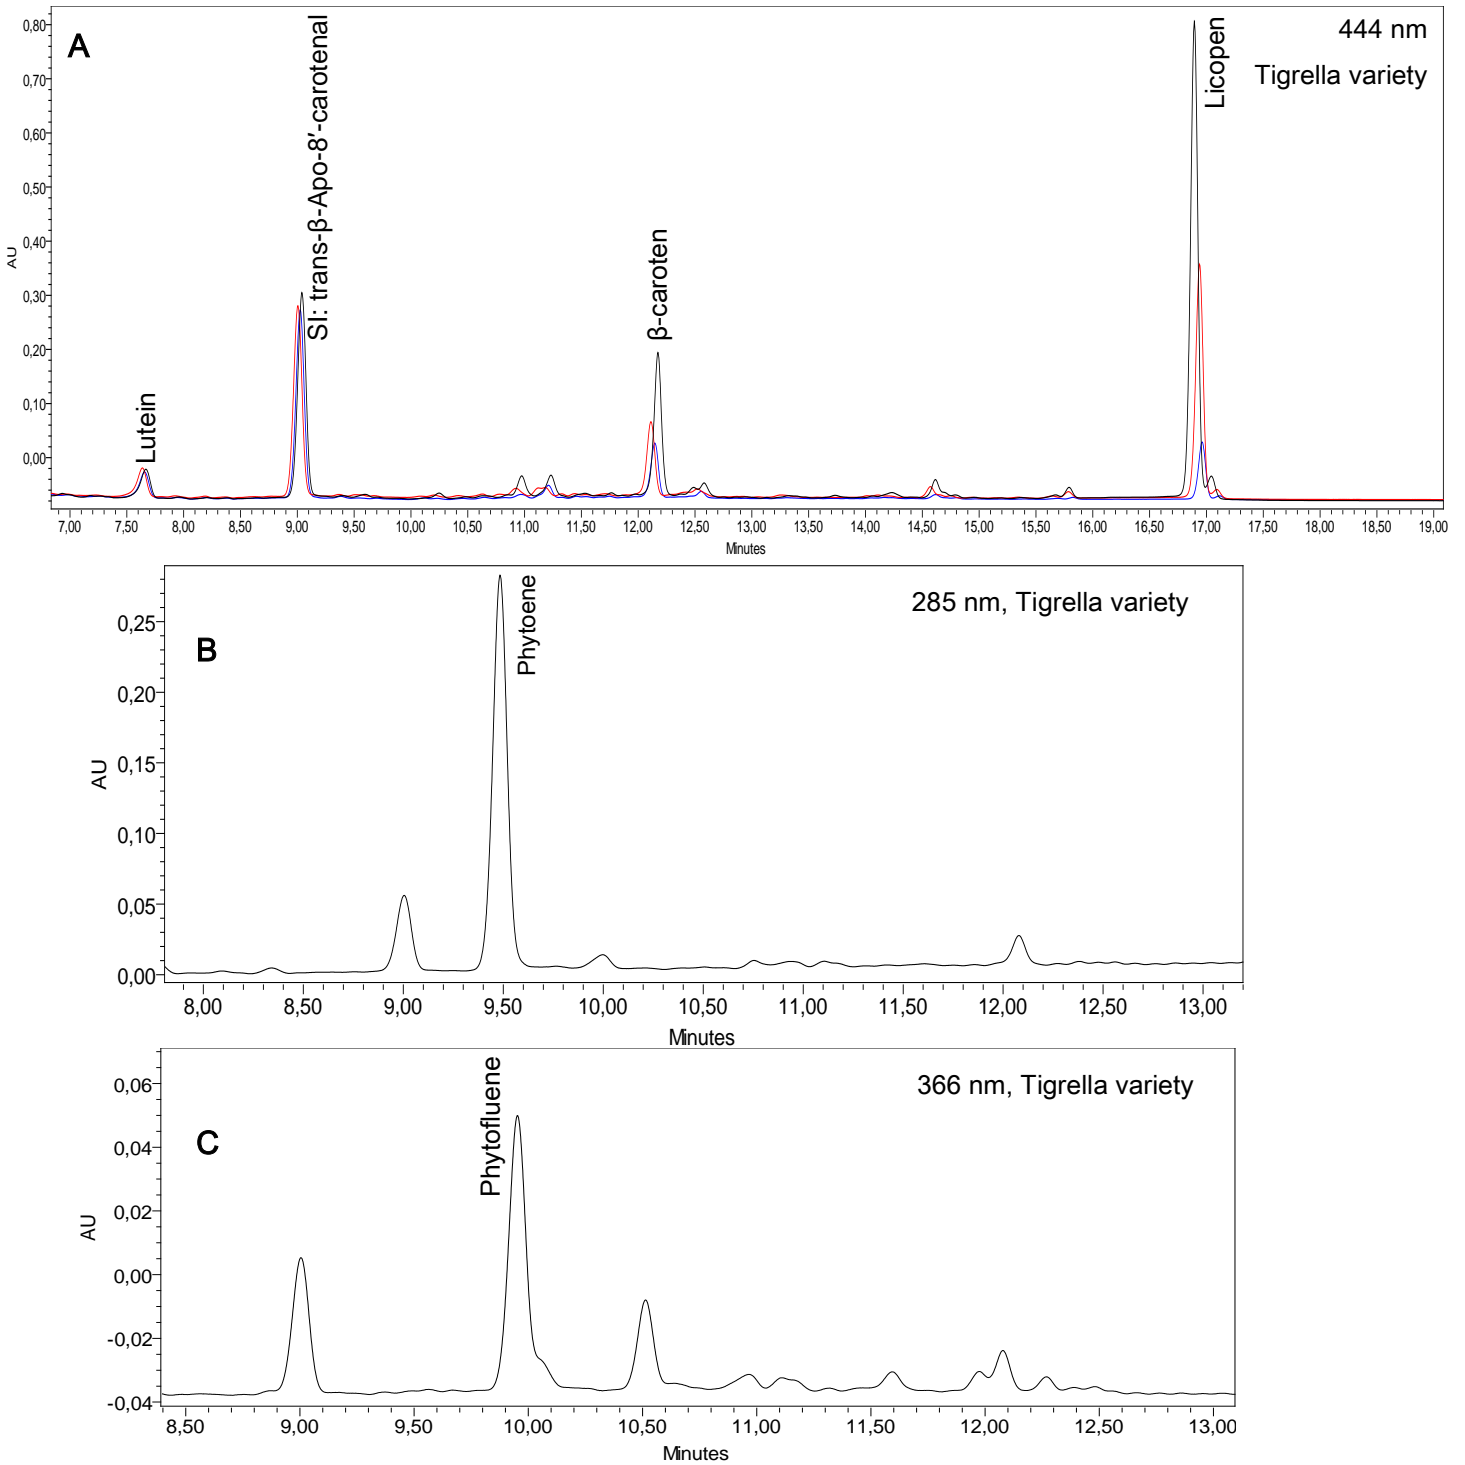 A
444 nm
Tigrella variety
Lutein
SI: trans-β-Apo-8′-carotenal
β-caroten
Licopen
AU
0,80
0,70
0,60
0,50
0,40
0,30
0,20
0,10
0,00
7,00 7,50 8,00 8,50 9,00 9,50 10,00 10,50 11,00 11,50 12,00 12,50 13,00 13,50 14,00 14,50 15,00 15,50 16,00 16,50 17,00 17,50 18,00 18,50 19,00
Minutes
B
285 nm, Tigrella variety
Phytoene
AU
0,25
0,20
0,15
0,10
0,05
0,00
8,00 8,50 9,00 9,50 10,00 10,50 11,00 11,50 12,00 12,50 13,00
Minutes
C
366 nm, Tigrella variety
Phytofluene
AU
0,06
0,04
0,02
0,00
-0,02
-0,04
8,50 9,00 9,50 10,00 10,50 11,00 11,50 12,00 12,50 13,00
Minutes